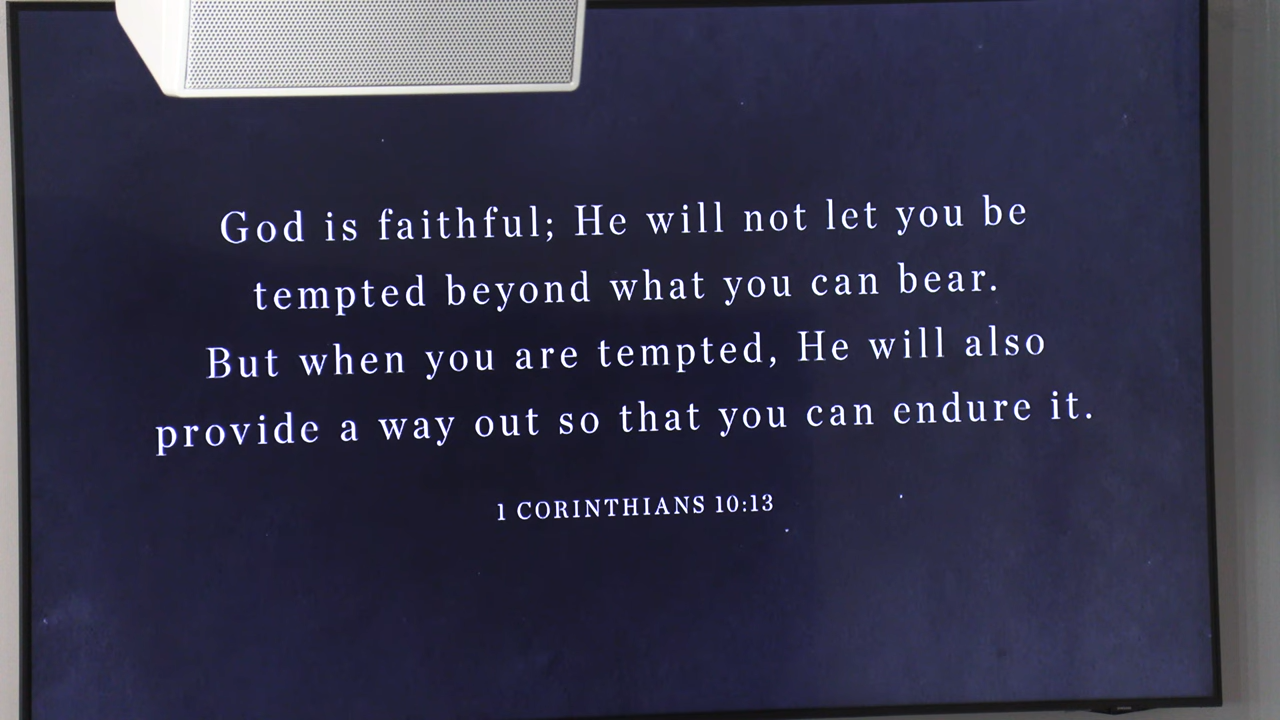 God is faithful; He will not let you be
tempted beyond what you can bear.
But when you are tempted, He will also
provide a way out so that you can endure it.
1 CORINTHIANS 10:13